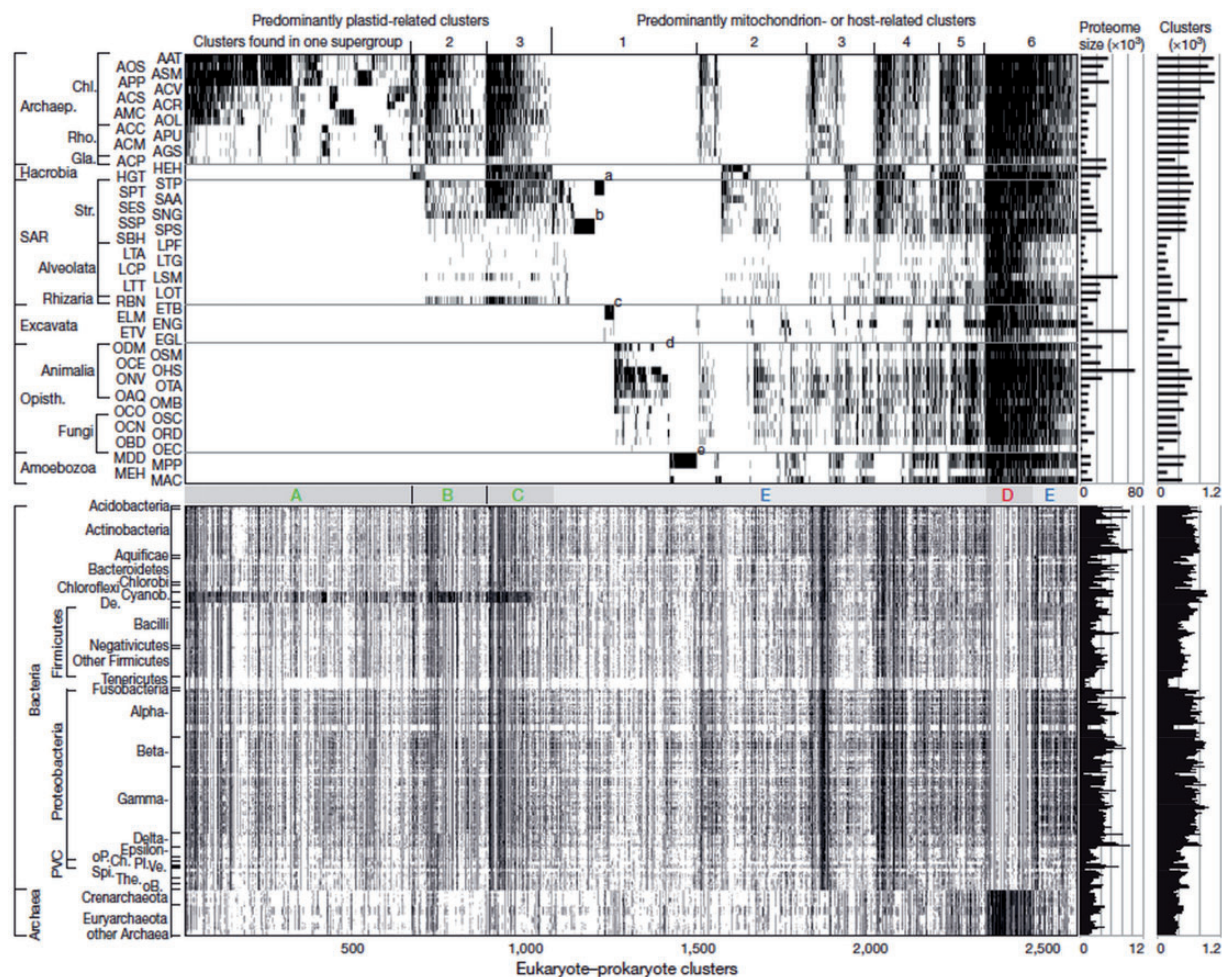 Predominantly plastid-related clusters
Predominantly mitochondrion- or host-related clusters
Proteome size (×10³)
Clusters (×10³)
Clusters found in one supergroup 2 3 1 2 3 4 5 6
AAT
AOS
ASM
APP
Chl.
ACV
ACS
ACR
Archaep.
AMC
AOL
ACC
Rho.
APU
ACM
AGS
Gla.
ACP
Hacrobia
HEH
HGT
STP
a
SPT
SAA
Str.
SES
SNG
b
SSP
SPS
SAR
SBH
LPF
LTA
LTG
Alveolata
LCP
LSM
LTT
LOT
Rhizaria
RBN
ETB
c
ELM
Excavata
ENG
ETV
EGL
d
ODM
OSM
OCE
Animalia
OHS
ONV
OTA
Opisth.
OAQ
OMB
OCO
OSC
Fungi
OCN
ORD
OBD
OEC
e
Amoebozoa
MDD
MPP
MEH
MAC
A B C E D E
0 80 0 1.2
Acidobacteria
Actinobacteria
Aquificae
Bacteroidetes
Chlorobi
Chloroflexi
Cyanob.
De.
Bacilli
Firmicutes
Negativicutes
Other Firmicutes
Tenericutes
Bacteria
Fusobacteria
Alpha-
Beta-
Proteobacteria
Gamma-
Delta-
Epsilon-
oP.
Ch.
Pl.
Ve.
PVC
Spi.
The.
oB.
Crenarchaeota
Archaea
Euryarchaeota
other Archaea
500 1,000 1,500 2,000 2,500 0 12 0 1.2
Eukaryote–prokaryote clusters